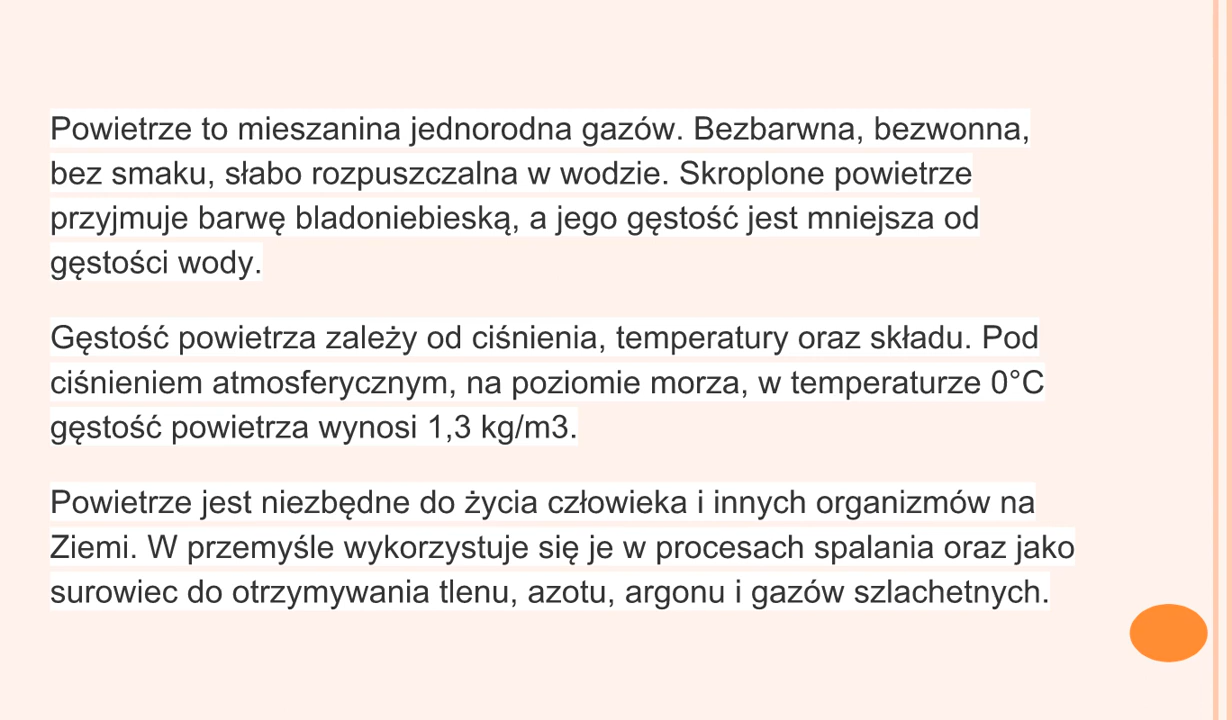 Powietrze to mieszanina jednorodna gazów. Bezbarwna, bezwonna,
bez smaku, słabo rozpuszczalna w wodzie. Skroplone powietrze
przyjmuje barwę bladoniebieską, a jego gęstość jest mniejsza od
gęstości wody.
Gęstość powietrza zależy od ciśnienia, temperatury oraz składu. Pod
ciśnieniem atmosferycznym, na poziomie morza, w temperaturze 0°C
gęstość powietrza wynosi 1,3 kg/m3.
Powietrze jest niezbędne do życia człowieka i innych organizmów na
Ziemi. W przemyśle wykorzystuje się je w procesach spalania oraz jako
surowiec do otrzymywania tlenu, azotu, argonu i gazów szlachetnych.